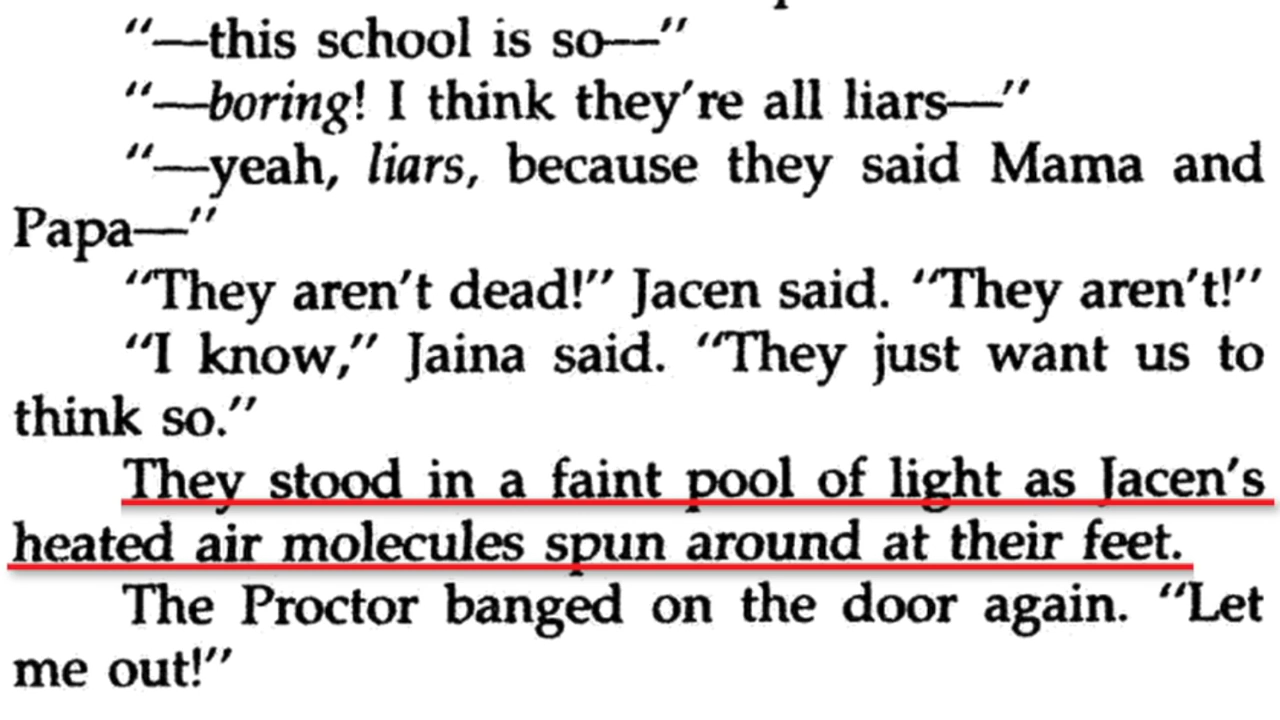 "—this school is so—"
"—boring! I think they're all liars—"
"—yeah, liars, because they said Mama and
Papa—"
"They aren't dead!" Jacen said. "They aren't!"
"I know," Jaina said. "They just want us to
think so."
They stood in a faint pool of light as Jacen's
heated air molecules spun around at their feet.
The Proctor banged on the door again. "Let
me out!"